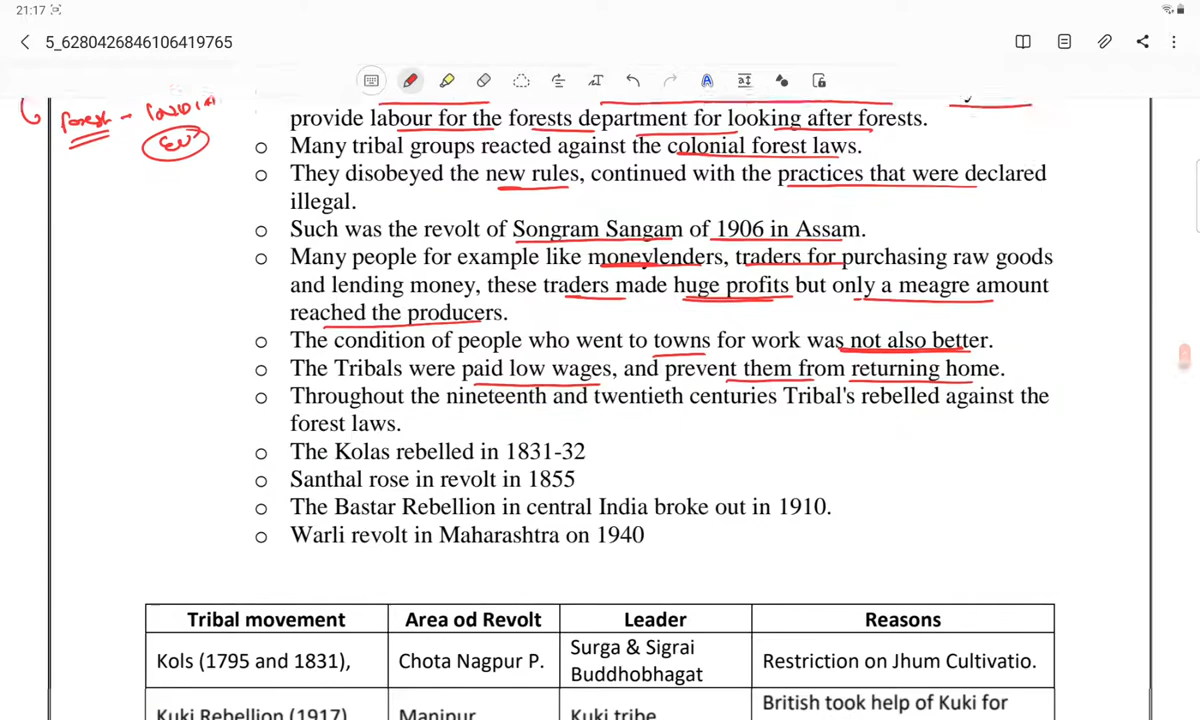 21:17
5_6280426846106419765
forest -
provide labour for the forests department for looking after forests.
o Many tribal groups reacted against the colonial forest laws.
o They disobeyed the new rules, continued with the practices that were declared
illegal.
o Such was the revolt of Songram Sangam of 1906 in Assam.
o Many people for example like moneylenders, traders for purchasing raw goods
and lending money, these traders made huge profits but only a meagre amount
reached the producers.
o The condition of people who went to towns for work was not also better.
o The Tribals were paid low wages, and prevent them from returning home.
o Throughout the nineteenth and twentieth centuries Tribal's rebelled against the
forest laws.
o The Kolas rebelled in 1831-32
o Santhal rose in revolt in 1855
o The Bastar Rebellion in central India broke out in 1910.
o Warli revolt in Maharashtra on 1940
Tribal movement Area od Revolt Leader Reasons
Kols (1795 and 1831), Chota Nagpur P. Surga & Sigrai
Buddhobhagat Restriction on Jhum Cultivatio.
Kuki Rebellion (1917) Manipur Kuki tribe British took help of Kuki for